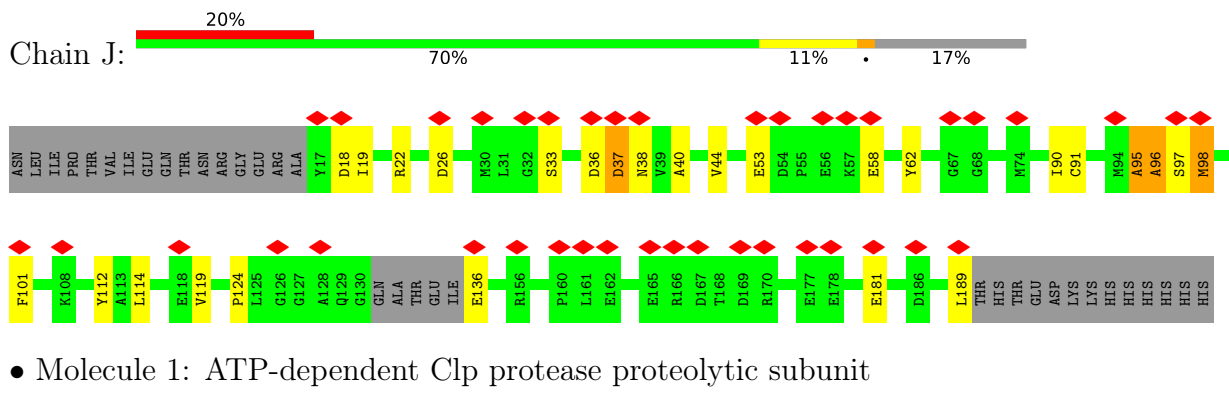 20%
Chain J:
70% 11% • 17%
ASN LEU ILE PRO THR VAL ILE GLU GLN THR ASN ARG GLY GLU ARG ALA Y17 D18 I19 R22 D26 M30 L31 G32 S33 D36 D37 N38 V39 A40 V44 E53 D54 P55 E56 K57 E58 Y62 G67 G68 M74 I90 C91 M94 A95 A96 S97 M98
F101 K108 Y112 A113 L114 E118 V119 P124 L125 G126 G127 A128 Q129 G130 GLN ALA THR GLU ILE E136 R156 P160 L161 E162 E165 R166 D167 T168 D169 R170 E177 E178 E181 D186 L189 THR HIS THR GLU ASP LYS LYS HIS HIS HIS HIS HIS HIS
• Molecule 1: ATP-dependent Clp protease proteolytic subunit